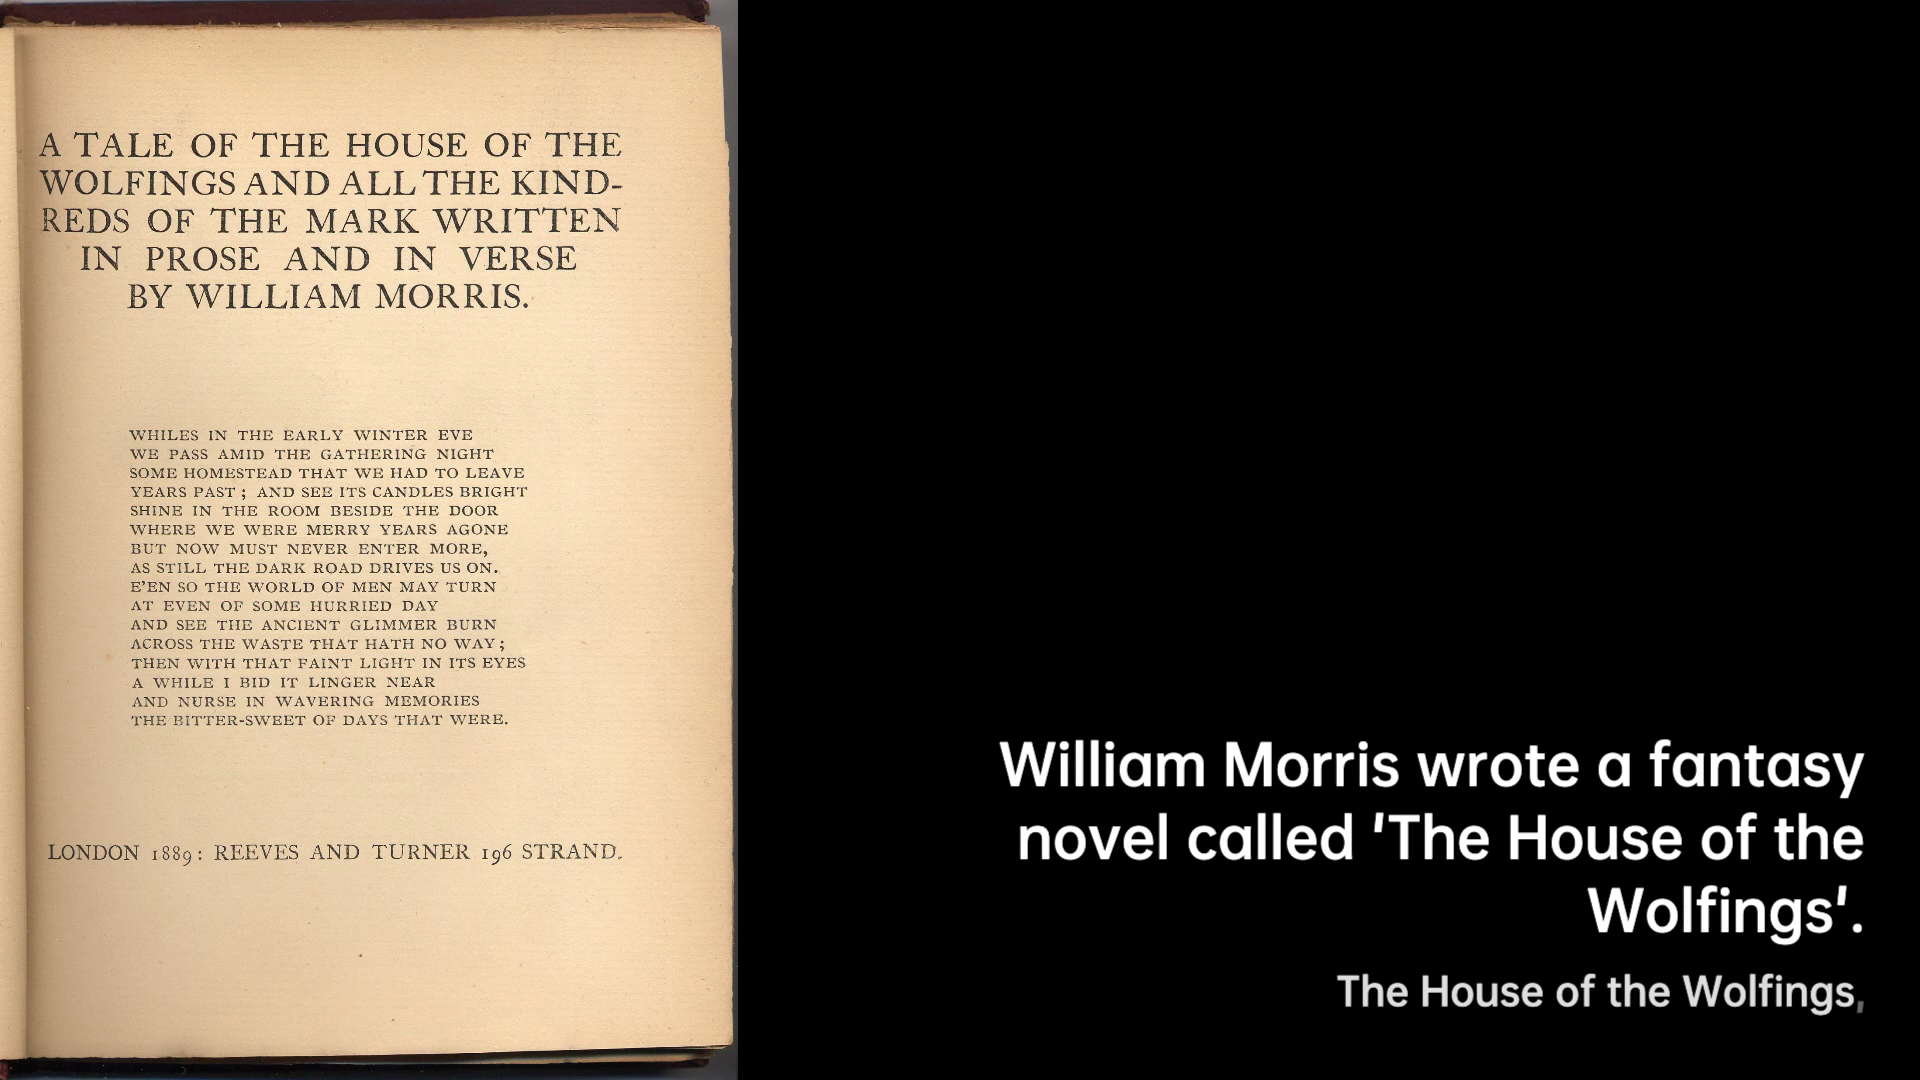 A TALE OF THE HOUSE OF THE
WOLFINGS AND ALL THE KIND-
REDS OF THE MARK WRITTEN
IN PROSE AND IN VERSE
BY WILLIAM MORRIS.
WHILES IN THE EARLY WINTER EVE
WE PASS AMID THE GATHERING NIGHT
SOME HOMESTEAD THAT WE HAD TO LEAVE
YEARS PAST; AND SEE ITS CANDLES BRIGHT
SHINE IN THE ROOM BESIDE THE DOOR
WHERE WE WERE MERRY YEARS AGONE
BUT NOW MUST NEVER ENTER MORE,
AS STILL THE DARK ROAD DRIVES US ON.
E'EN SO THE WORLD OF MEN MAY TURN
AT EVEN OF SOME HURRIED DAY
AND SEE THE ANCIENT GLIMMER BURN
ACROSS THE WASTE THAT HATH NO WAY;
THEN WITH THAT FAINT LIGHT IN ITS EYES
A WHILE I BID IT LINGER NEAR
AND NURSE IN WAVERING MEMORIES
THE BITTER-SWEET OF DAYS THAT WERE.
LONDON 1889: REEVES AND TURNER 196 STRAND.
William Morris wrote a fantasy
novel called 'The House of the
Wolfings'.
The House of the Wolfings,